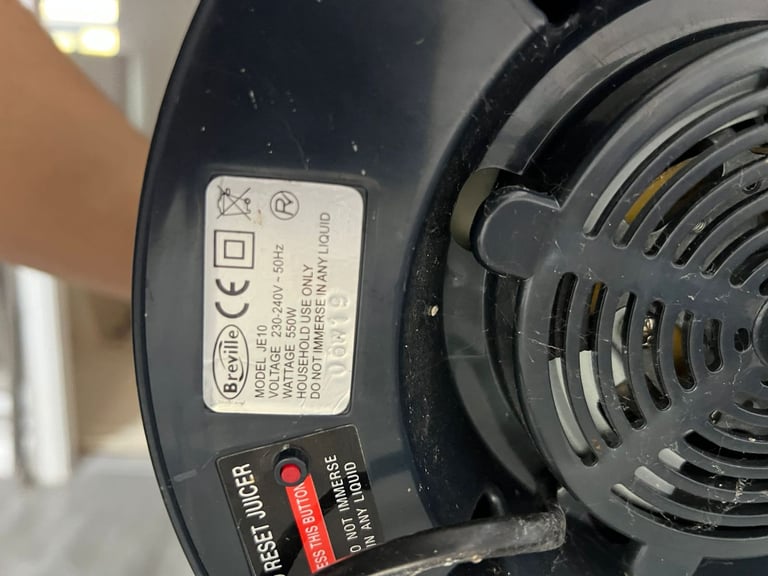 Breville
MODEL JE10
VOLTAGE 230-240V ~ 50Hz
WATTAGE 550W
HOUSEHOLD USE ONLY
DO NOT IMMERSE IN ANY LIQUID
RESET JUICER
ESS THIS BUTTON
O NOT IMMERSE
IN ANY LIQUID